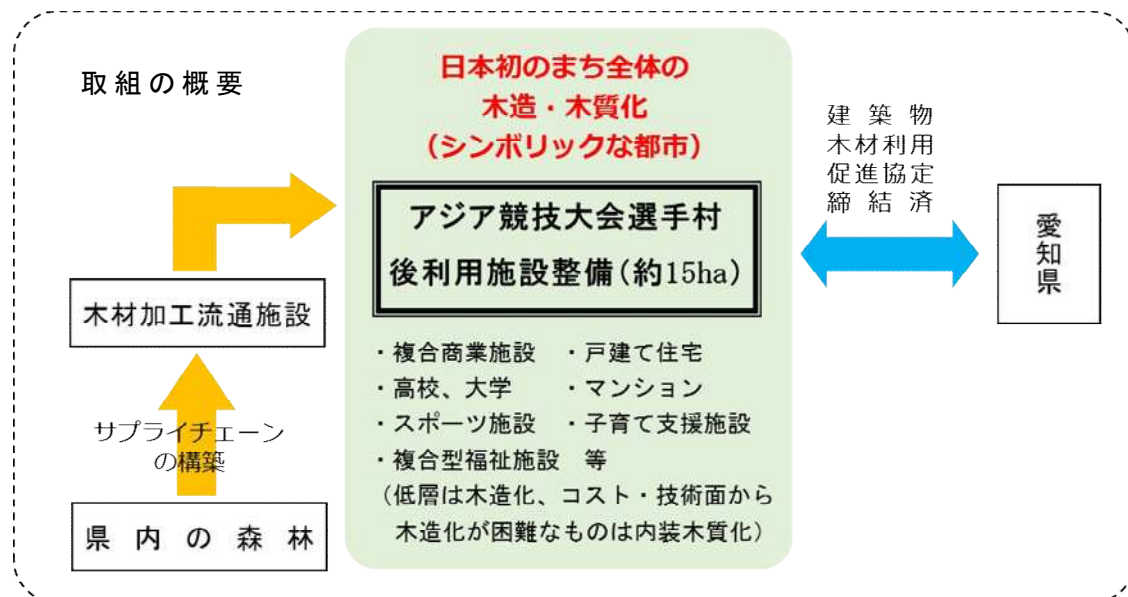 取組の概要
日本初のまち全体の
木造・木質化
（シンボリックな都市）
アジア競技大会選手村
後利用施設整備（約15ha）
・複合商業施設　・戸建て住宅
・高校、大学　・マンション
・スポーツ施設　・子育て支援施設
・複合型福祉施設　等
（低層は木造化、コスト・技術面から
木造化が困難なものは内装木質化）
木材加工流通施設
サプライチェーン
の構築
県内の森林
建築物
木材利用
促進協定
締結済
愛知県